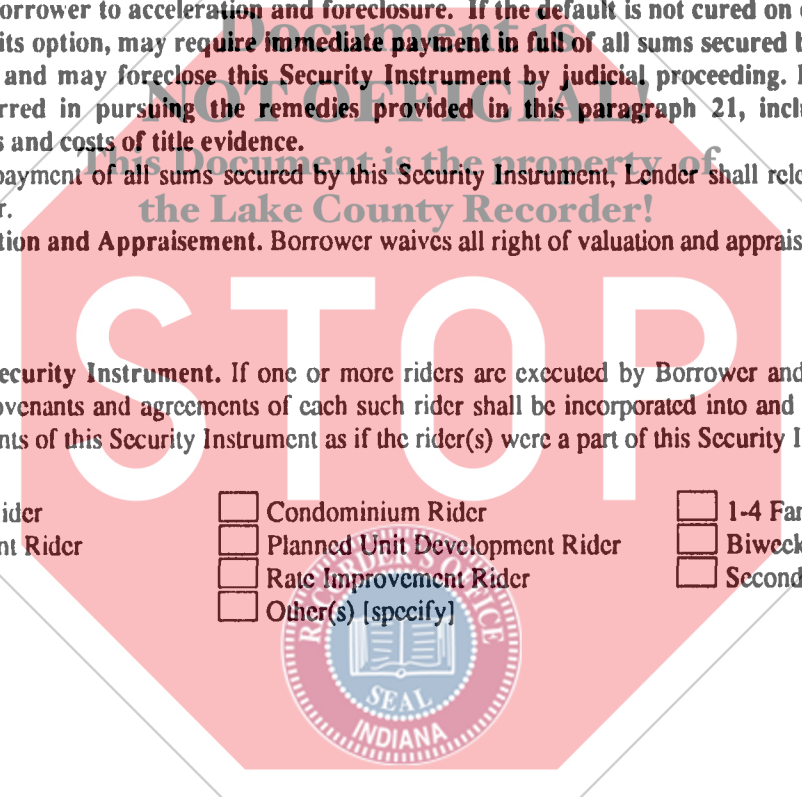 orrower to acceleration and foreclosure. If the default is not cured on
its option, may require immediate payment in full of all sums secured
and may foreclose this Security Instrument by judicial proceeding.
rred in pursuing the remedies provided in this paragraph 21, incl
s and costs of title evidence.
payment of all sums secured by this Security Instrument, Lender shall rel
r.
tion and Appraisement. Borrower waives all right of valuation and apprais
Document is
NOT OFFICIAL!
This Document is the property of
the Lake County Recorder!
STOP
ecurity Instrument. If one or more riders are executed by Borrower and
ovenants and agreements of each such rider shall be incorporated into and
nts of this Security Instrument as if the rider(s) were a part of this Security I
ider
Condominium Rider
1-4 Fa
nt Rider
Planned Unit Development Rider
Biweek
Rate Improvement Rider
Second
Other(s) [specify]
RECORDER'S OFFICE
SEAL
INDIANA